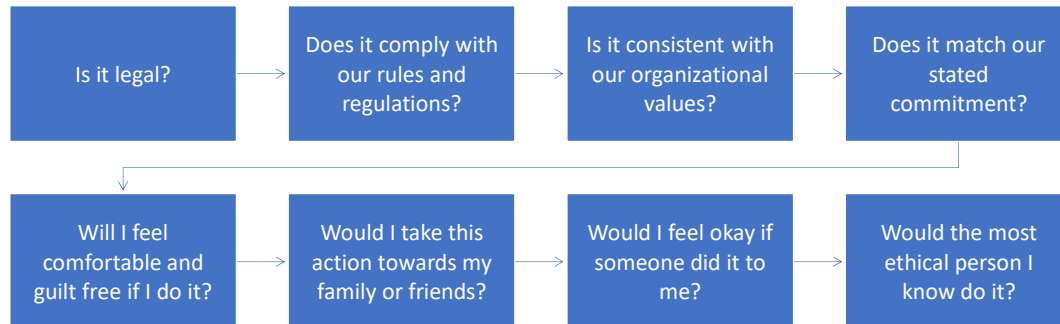 Is it legal?
Does it comply with
our rules and
regulations?
Is it consistent with
our organizational
values?
Does it match our
stated
commitment?
Will I feel
comfortable and
guilt free if I do it?
Would I take this
action towards my
family or friends?
Would I feel okay if
someone did it to
me?
Would the most
ethical person I
know do it?